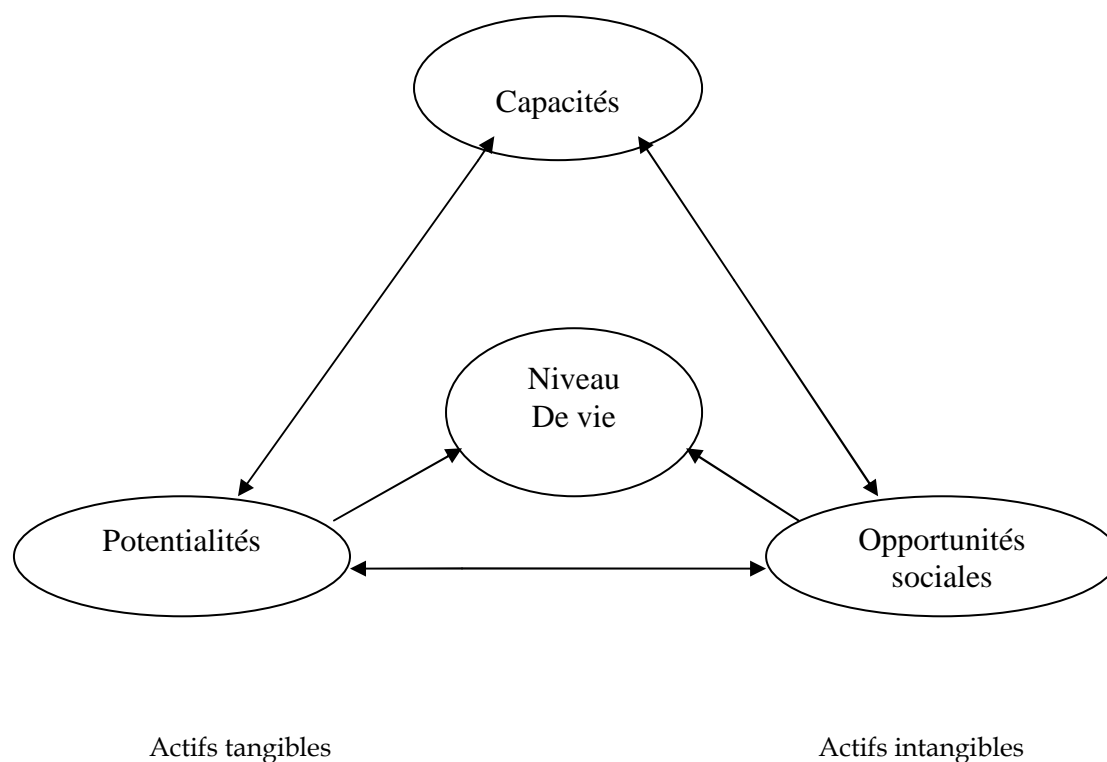 Capacités
Niveau
De vie
Potentialités
Opportunités
sociales
Actifs tangibles
Actifs intangibles